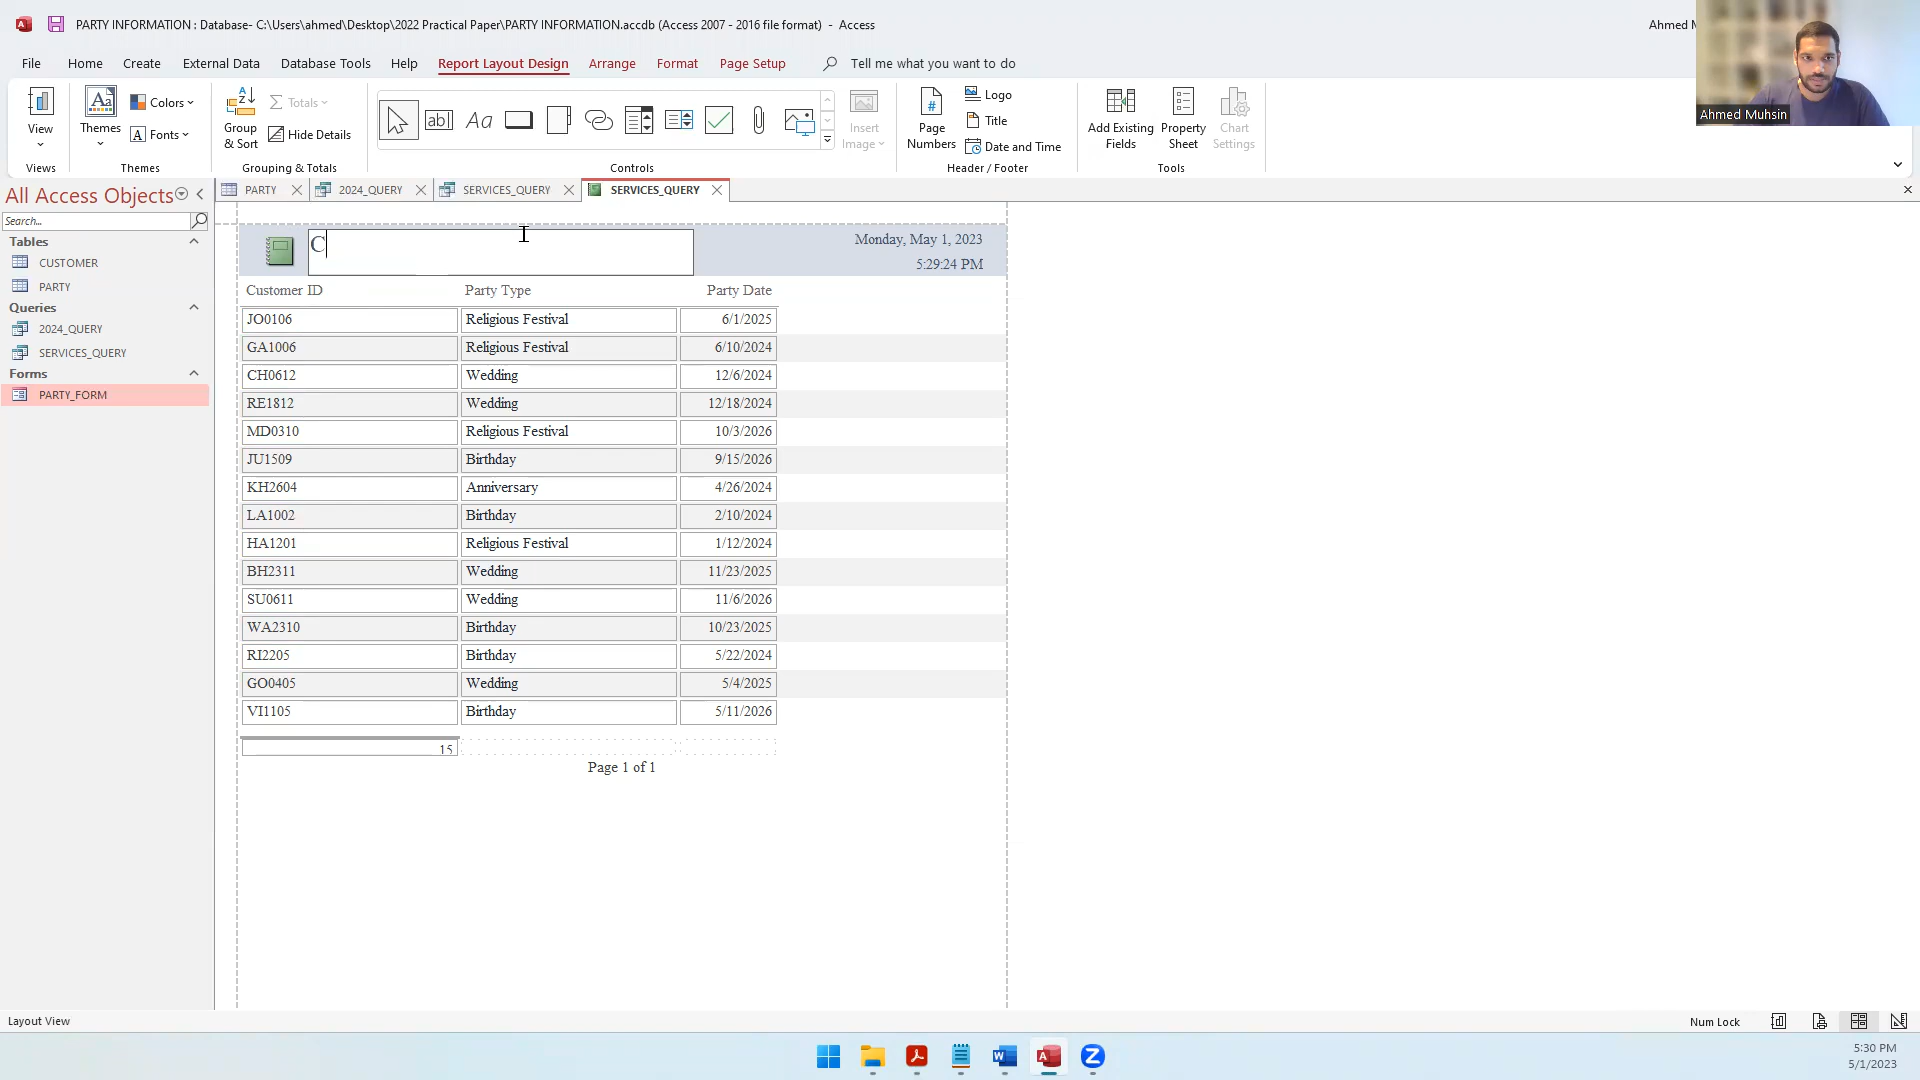 PARTY INFORMATION : Database- C:\Users\ahmed\Desktop\2022 Practical Paper\PARTY INFORMATION.accdb (Access 2007 - 2016 file format) - Access
Ahmed M
Ahmed Muhsin
File Home Create External Data Database Tools Help Report Layout Design Arrange Format Page Setup Tell me what you want to do
View
Views
Themes
Colors
Fonts
Themes
Group & Sort
Totals
Hide Details
Grouping & Totals
ab
Aa
Controls
Insert Image
Page Numbers
Logo
Title
Date and Time
Header / Footer
Add Existing Fields
Property Sheet
Chart Settings
Tools
All Access Objects
Search...
Tables
CUSTOMER
PARTY
Queries
2024_QUERY
SERVICES_QUERY
Forms
PARTY_FORM
PARTY 2024_QUERY SERVICES_QUERY SERVICES_QUERY
C
Monday, May 1, 2023
5:29:24 PM
Customer ID Party Type Party Date
JO0106 Religious Festival 6/1/2025
GA1006 Religious Festival 6/10/2024
CH0612 Wedding 12/6/2024
RE1812 Wedding 12/18/2024
MD0310 Religious Festival 10/3/2026
JU1509 Birthday 9/15/2026
KH2604 Anniversary 4/26/2024
LA1002 Birthday 2/10/2024
HA1201 Religious Festival 1/12/2024
BH2311 Wedding 11/23/2025
SU0611 Wedding 11/6/2026
WA2310 Birthday 10/23/2025
RI2205 Birthday 5/22/2024
GO0405 Wedding 5/4/2025
VI1105 Birthday 5/11/2026
15
Page 1 of 1
Layout View
Num Lock
5:30 PM
5/1/2023